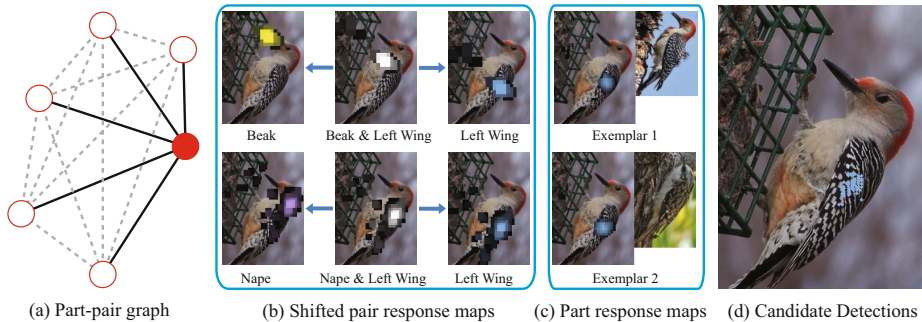 Beak
Beak & Left Wing
Left Wing
Exemplar 1
Nape
Nape & Left Wing
Left Wing
Exemplar 2
(a) Part-pair graph
(b) Shifted pair response maps
(c) Part response maps
(d) Candidate Detections